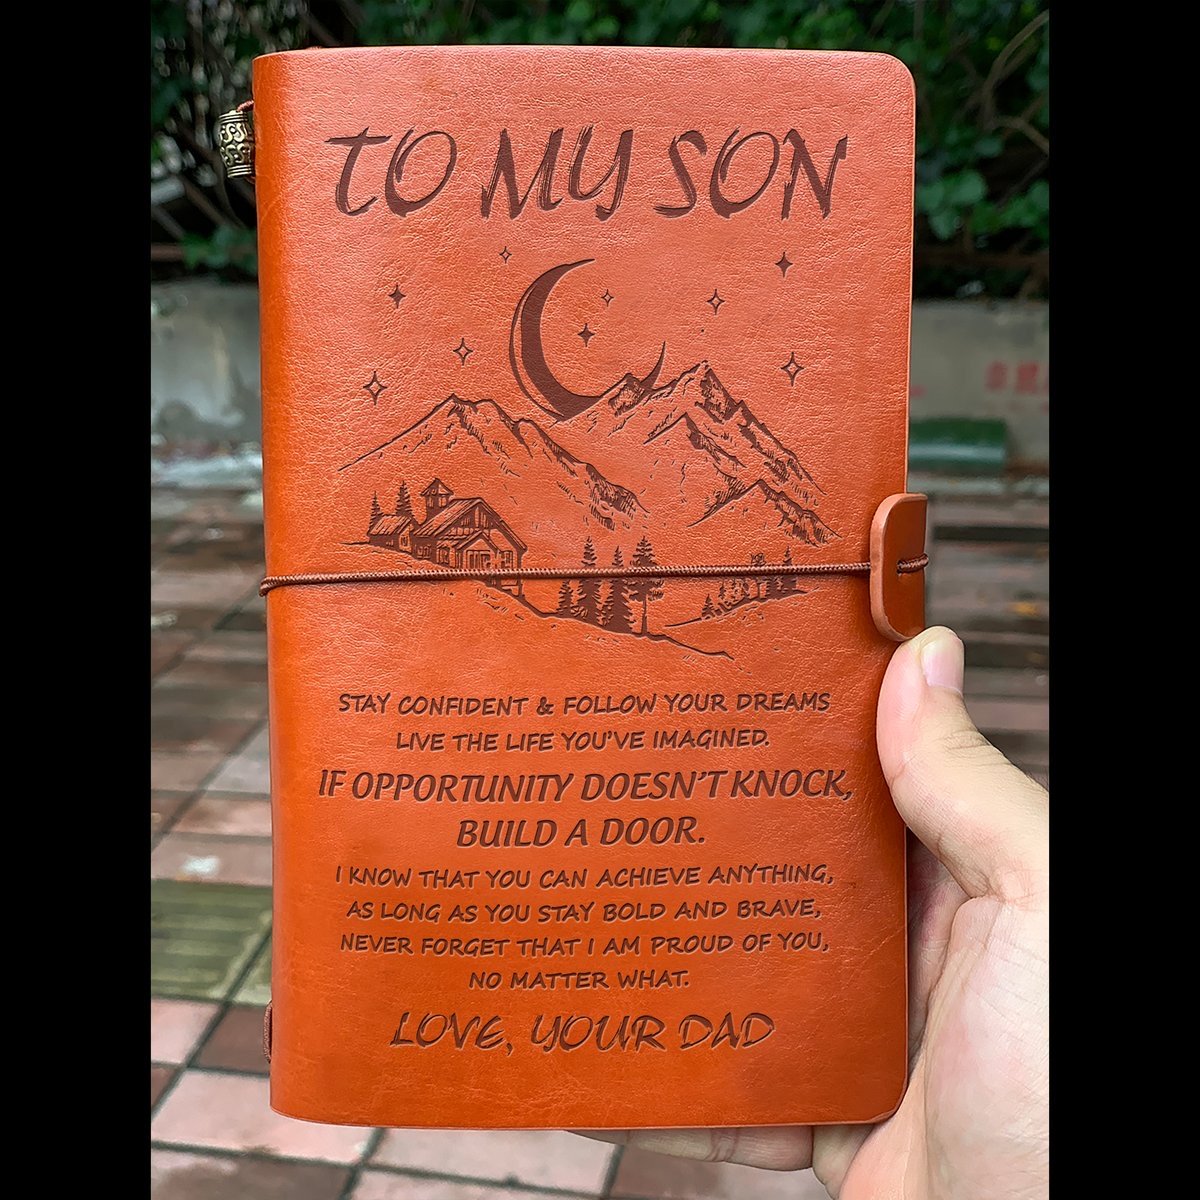 TO MY SON
STAY CONFIDENT & FOLLOW YOUR DREAMS
LIVE THE LIFE YOU'VE IMAGINED.
IF OPPORTUNITY DOESN'T KNOCK,
BUILD A DOOR.
I KNOW THAT YOU CAN ACHIEVE ANYTHING,
AS LONG AS YOU STAY BOLD AND BRAVE,
NEVER FORGET THAT I AM PROUD OF YOU,
NO MATTER WHAT.
LOVE, YOUR DAD